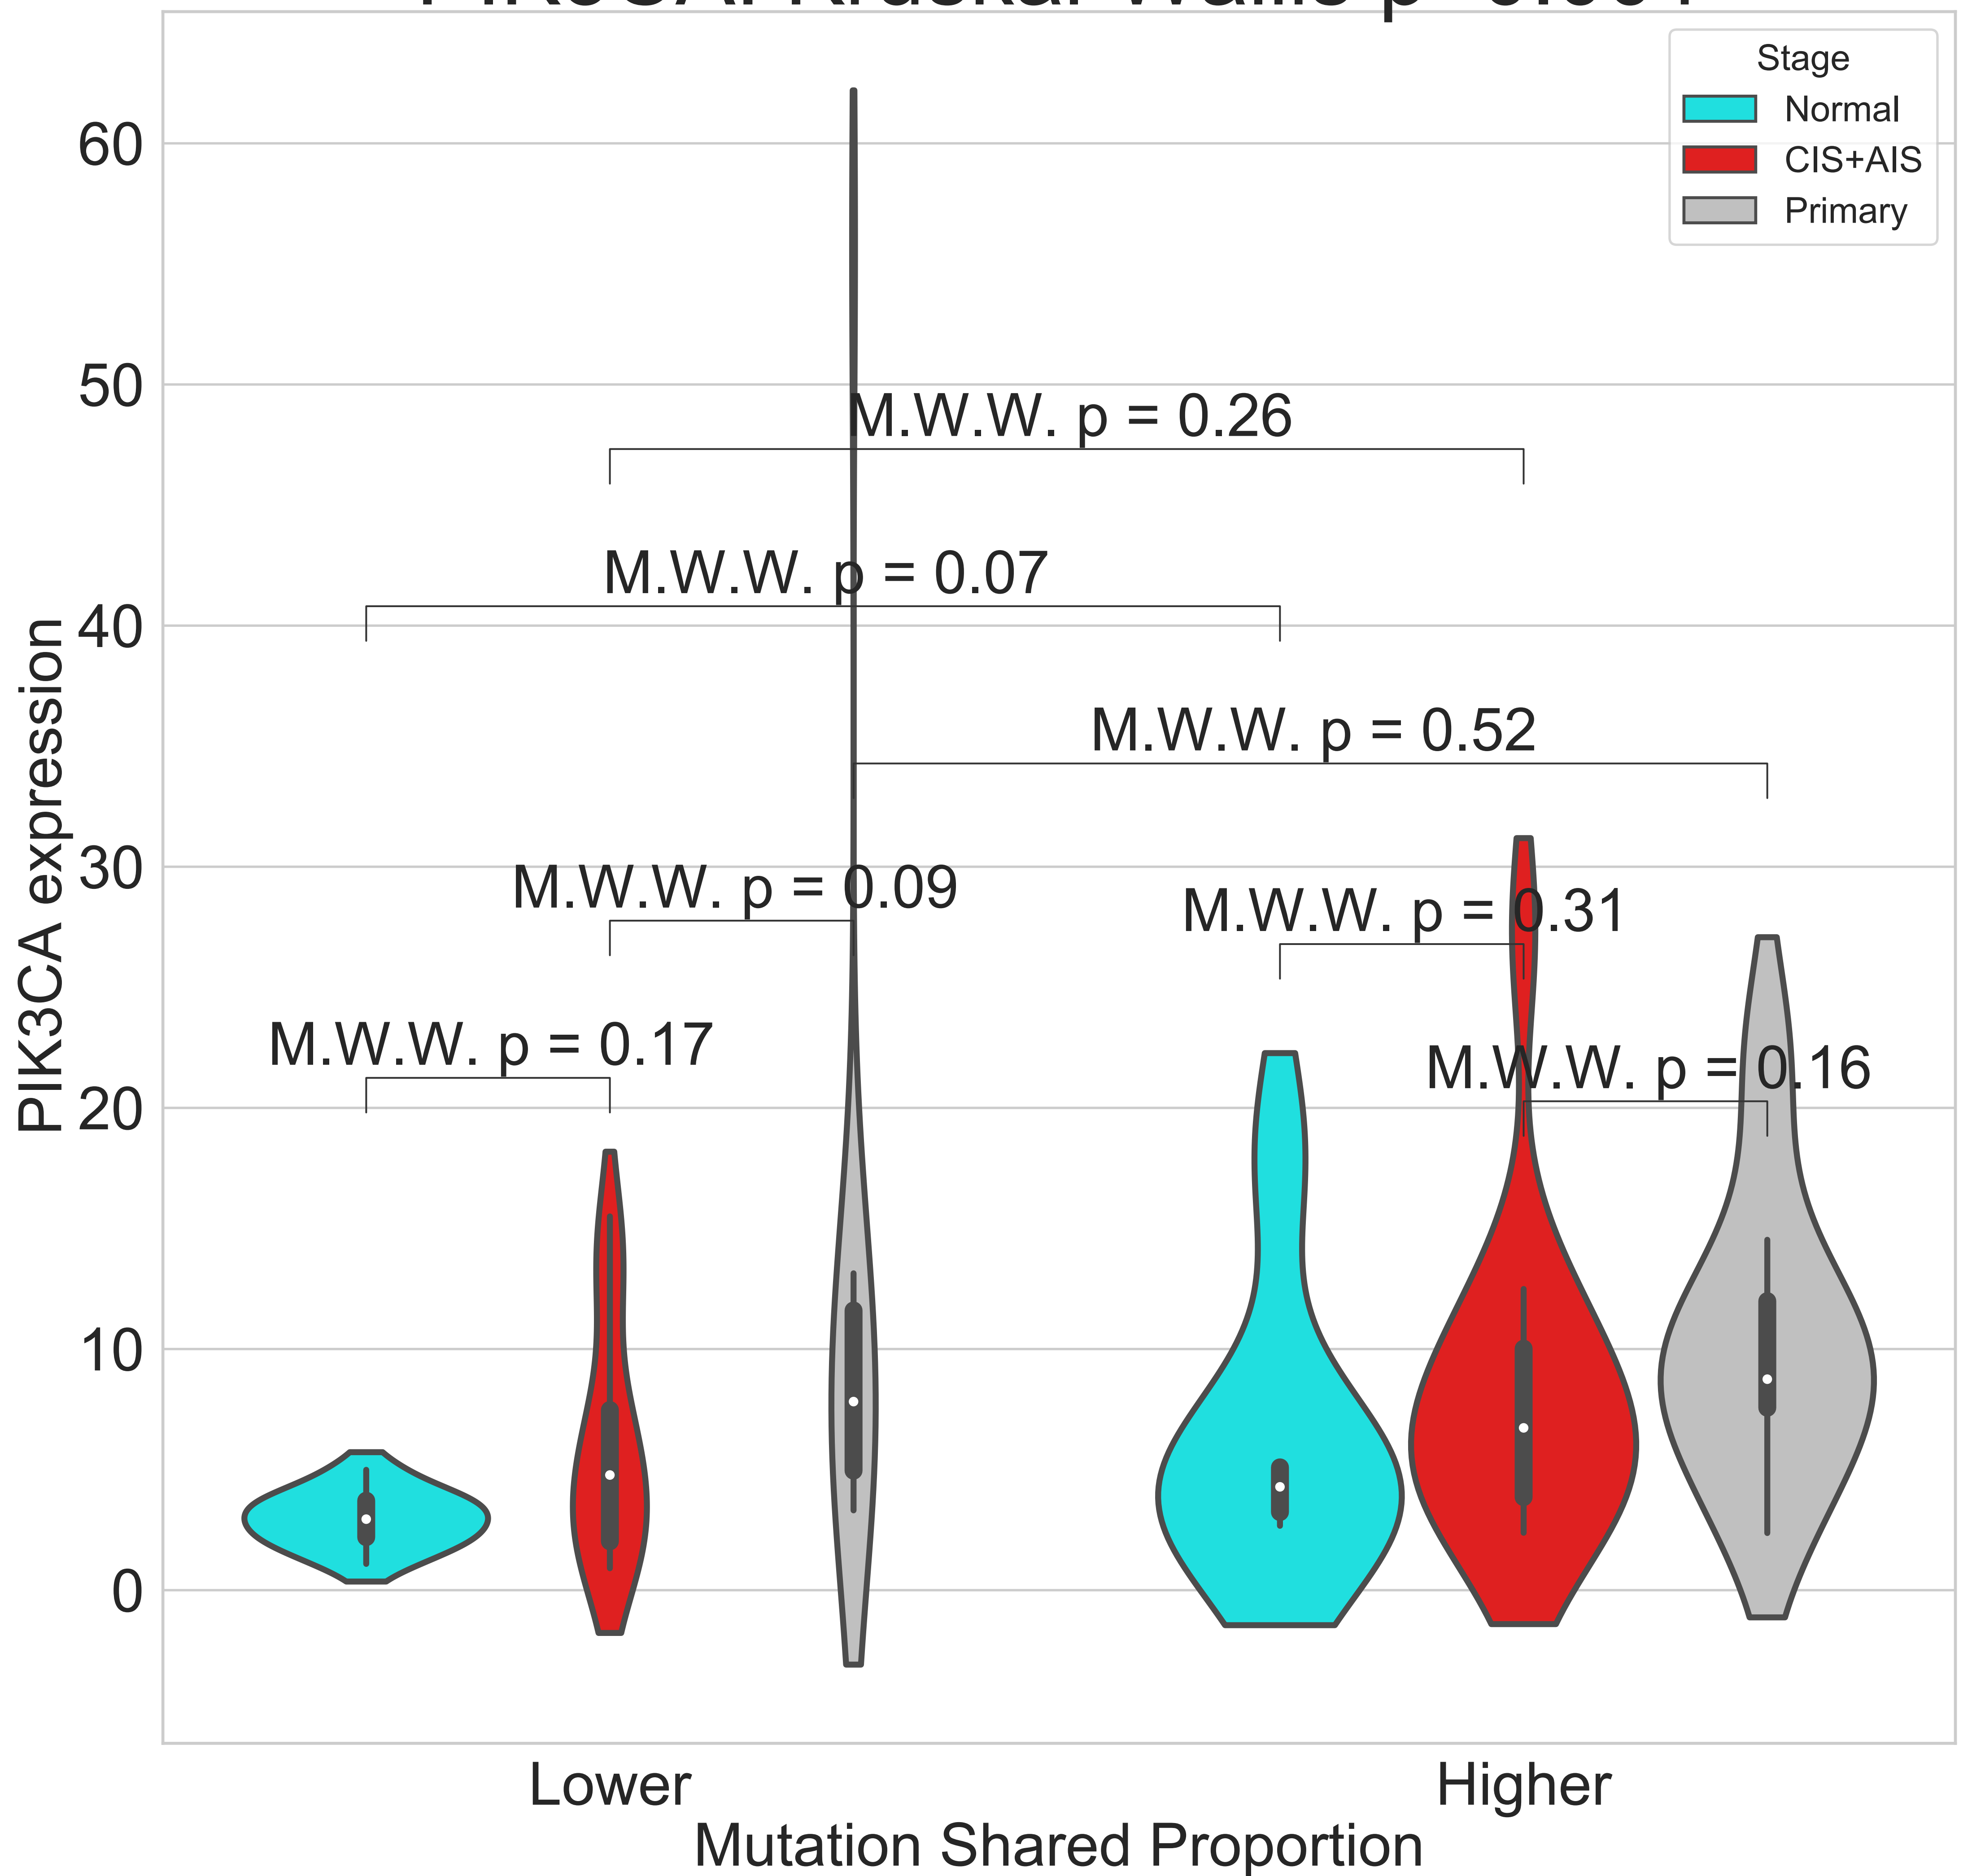 Stage
Normal
CIS+AIS
Primary
60
50
40
30
20
10
0
PIK3CA expression
M.W.W. p = 0.26
M.W.W. p = 0.07
M.W.W. p = 0.52
M.W.W. p = 0.09
M.W.W. p = 0.31
M.W.W. p = 0.17
M.W.W. p = 0.16
Lower
Higher
Mutation Shared Proportion